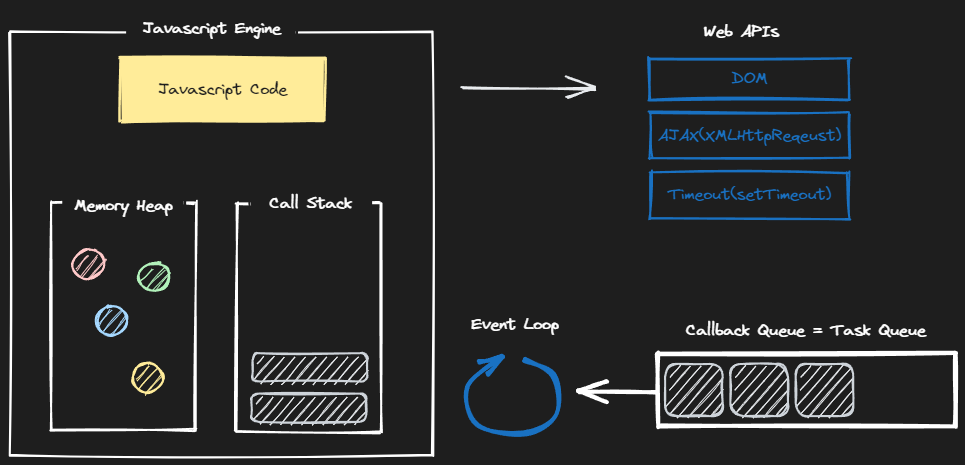 Javascript Engine
Web APIs
Javascript Code
DOM
AJAX(XMLHttpReqeust)
Timeout(setTimeout)
Memory Heap
Call Stack
Event Loop
Callback Queue = Task Queue